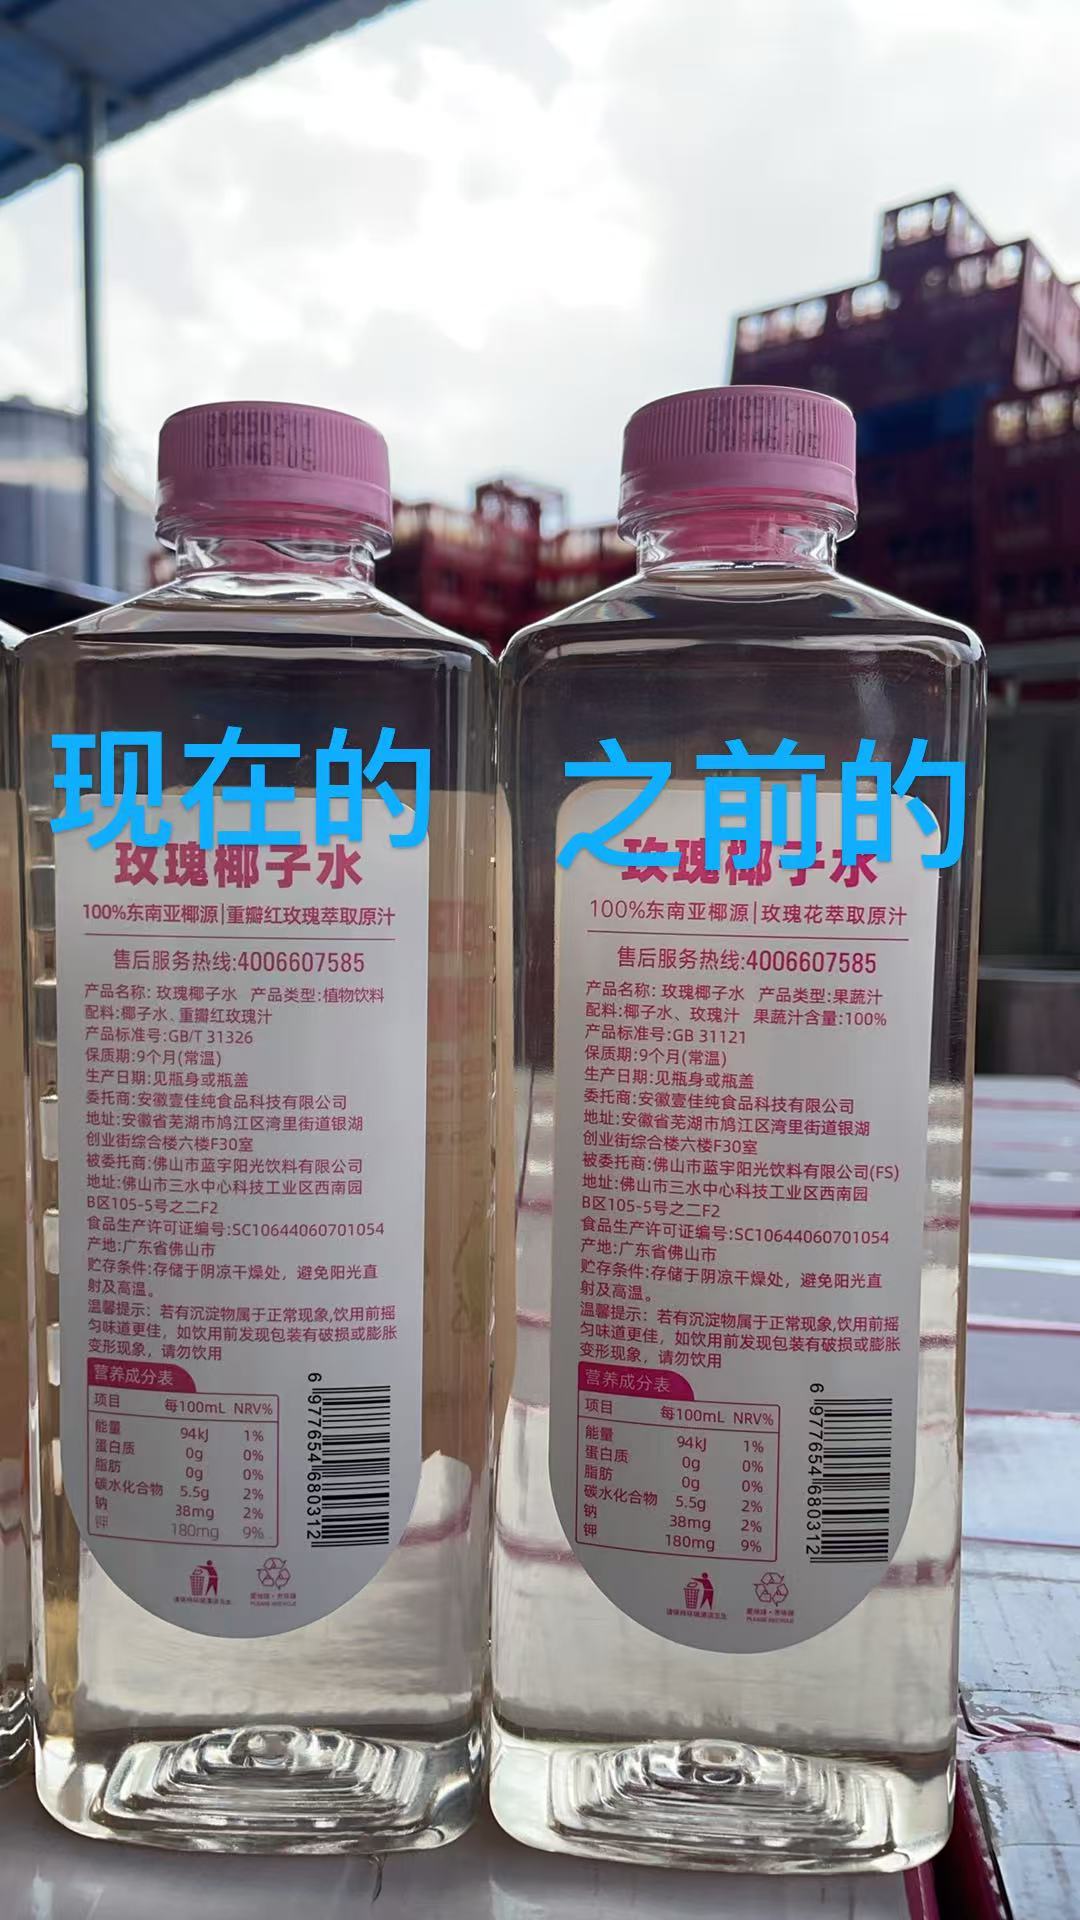 现在的
玫瑰椰子水
100%东南亚椰源|重瓣红玫瑰萃取原汁
售后服务热线:4006607585
产品名称: 玫瑰椰子水 产品类型:植物饮料
配料:椰子水、重瓣红玫瑰汁
产品标准号:GB/T 31326
保质期:9个月(常温)
生产日期:见瓶身或瓶盖
委托商:安徽壹佳纯食品科技有限公司
地址:安徽省芜湖市鸠江区湾里街道银湖
创业街综合楼六楼F30室
被委托商:佛山市蓝宇阳光饮料有限公司
地址:佛山市三水中心科技工业区西南园
B区105-5号之二F2
食品生产许可证编号:SC10644060701054
产地:广东省佛山市
贮存条件:存储于阴凉干燥处，避免阳光直
射及高温。
温馨提示：若有沉淀物属于正常现象,饮用前摇
匀味道更佳，如饮用前发现包装有破损或膨胀
变形现象，请勿饮用
营养成分表
项目 每100mL NRV%
能量 94kJ 1%
蛋白质 0g 0%
脂肪 0g 0%
碳水化合物 5.5g 2%
钠 38mg 2%
钾 180mg 9%
6 977654 680312
PLEASE RECYCLE
之前的
玫瑰椰子水
100%东南亚椰源|玫瑰花萃取原汁
售后服务热线:4006607585
产品名称: 玫瑰椰子水 产品类型:果蔬汁
配料:椰子水、玫瑰汁 果蔬汁含量:100%
产品标准号:GB 31121
保质期:9个月(常温)
生产日期:见瓶身或瓶盖
委托商:安徽壹佳纯食品科技有限公司
地址:安徽省芜湖市鸠江区湾里街道银湖
创业街综合楼六楼F30室
被委托商:佛山市蓝宇阳光饮料有限公司(FS)
地址:佛山市三水中心科技工业区西南园
B区105-5号之二F2
食品生产许可证编号:SC10644060701054
产地:广东省佛山市
贮存条件:存储于阴凉干燥处，避免阳光直
射及高温。
温馨提示：若有沉淀物属于正常现象,饮用前摇
匀味道更佳，如饮用前发现包装有破损或膨胀
变形现象，请勿饮用
营养成分表
项目 每100mL NRV%
能量 94kJ 1%
蛋白质 0g 0%
脂肪 0g 0%
碳水化合物 5.5g 2%
钠 38mg 2%
钾 180mg 9%
6 977654 680312
PLEASE RECYCLE